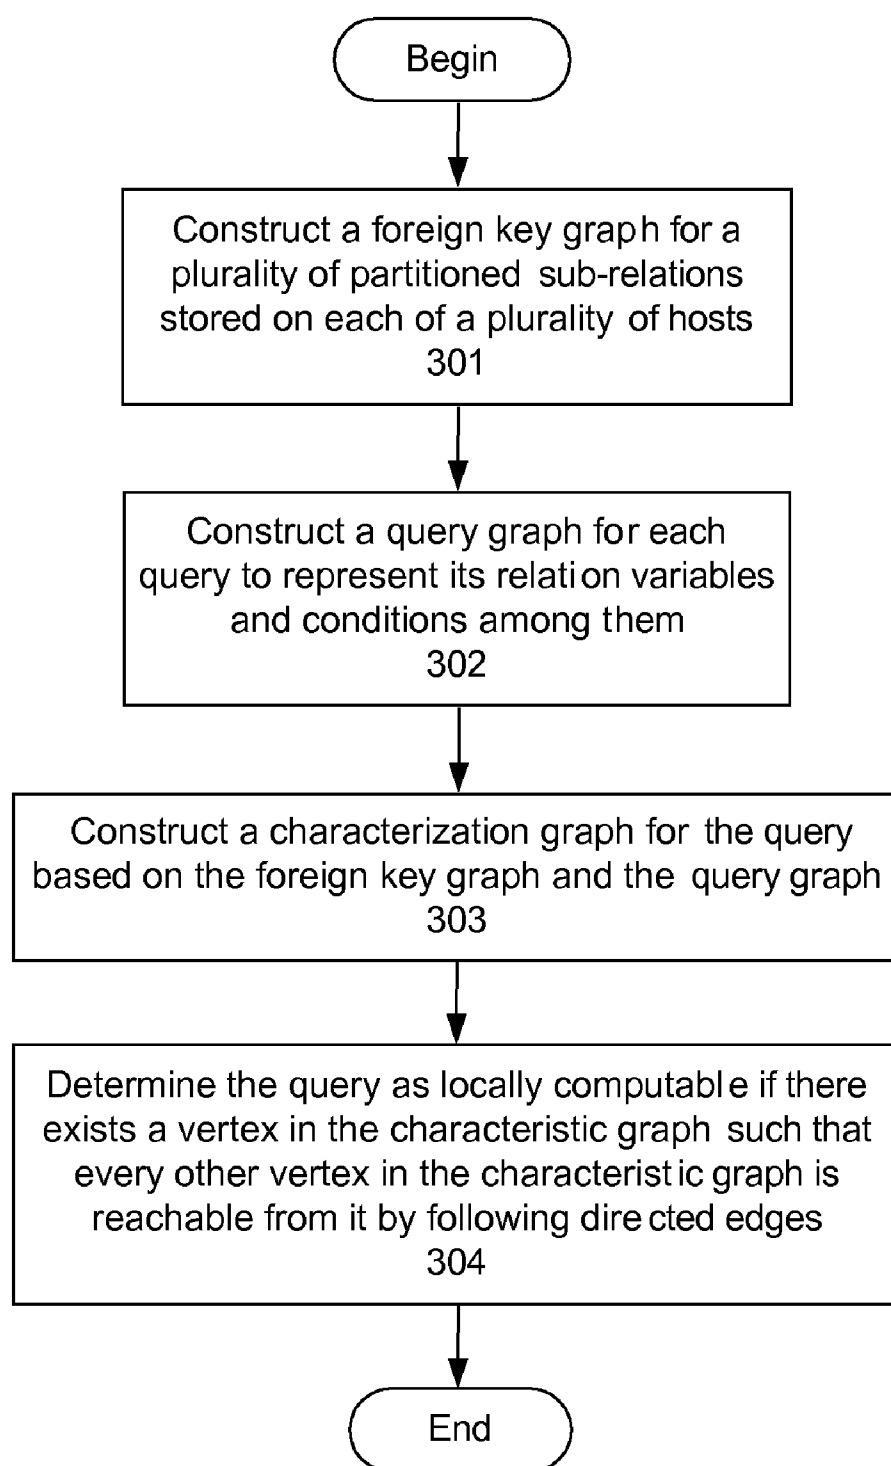 Begin
Construct a foreign key graph for a
plurality of partitioned sub-relations
stored on each of a plurality of hosts
301
Construct a query graph for each
query to represent its relation variables
and conditions among them
302
Construct a characterization graph for the query
based on the foreign key graph and the query graph
303
Determine the query as locally computable if there
exists a vertex in the characteristic graph such that
every other vertex in the characteristic graph is
reachable from it by following directed edges
304
End